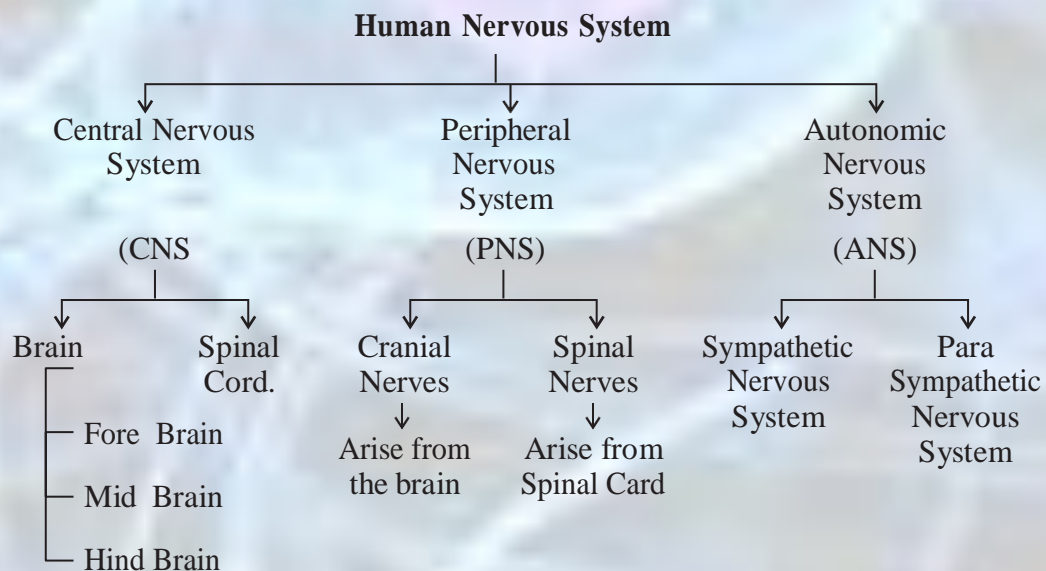 Human Nervous System
Central Nervous
System
Peripheral
Nervous
System
Autonomic
Nervous
System
(CNS
(PNS)
(ANS)
Brain
Spinal
Cord.
Cranial
Nerves
Spinal
Nerves
Sympathetic
Nervous
System
Para
Sympathetic
Nervous
System
Fore Brain
Mid Brain
Hind Brain
Arise from
the brain
Arise from
Spinal Card